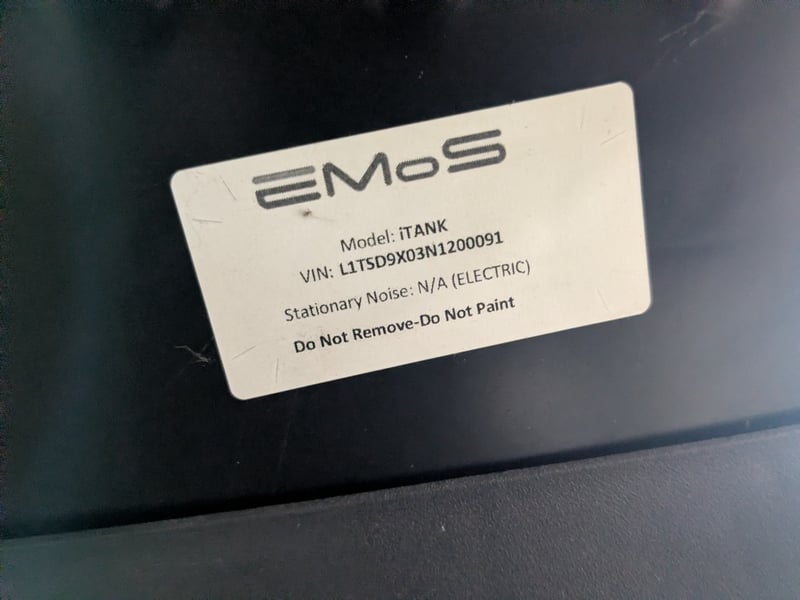 EMoS
Model: iTANK
VIN: L1TSD9X03N1200091
Stationary Noise: N/A (ELECTRIC)
Do Not Remove-Do Not Paint